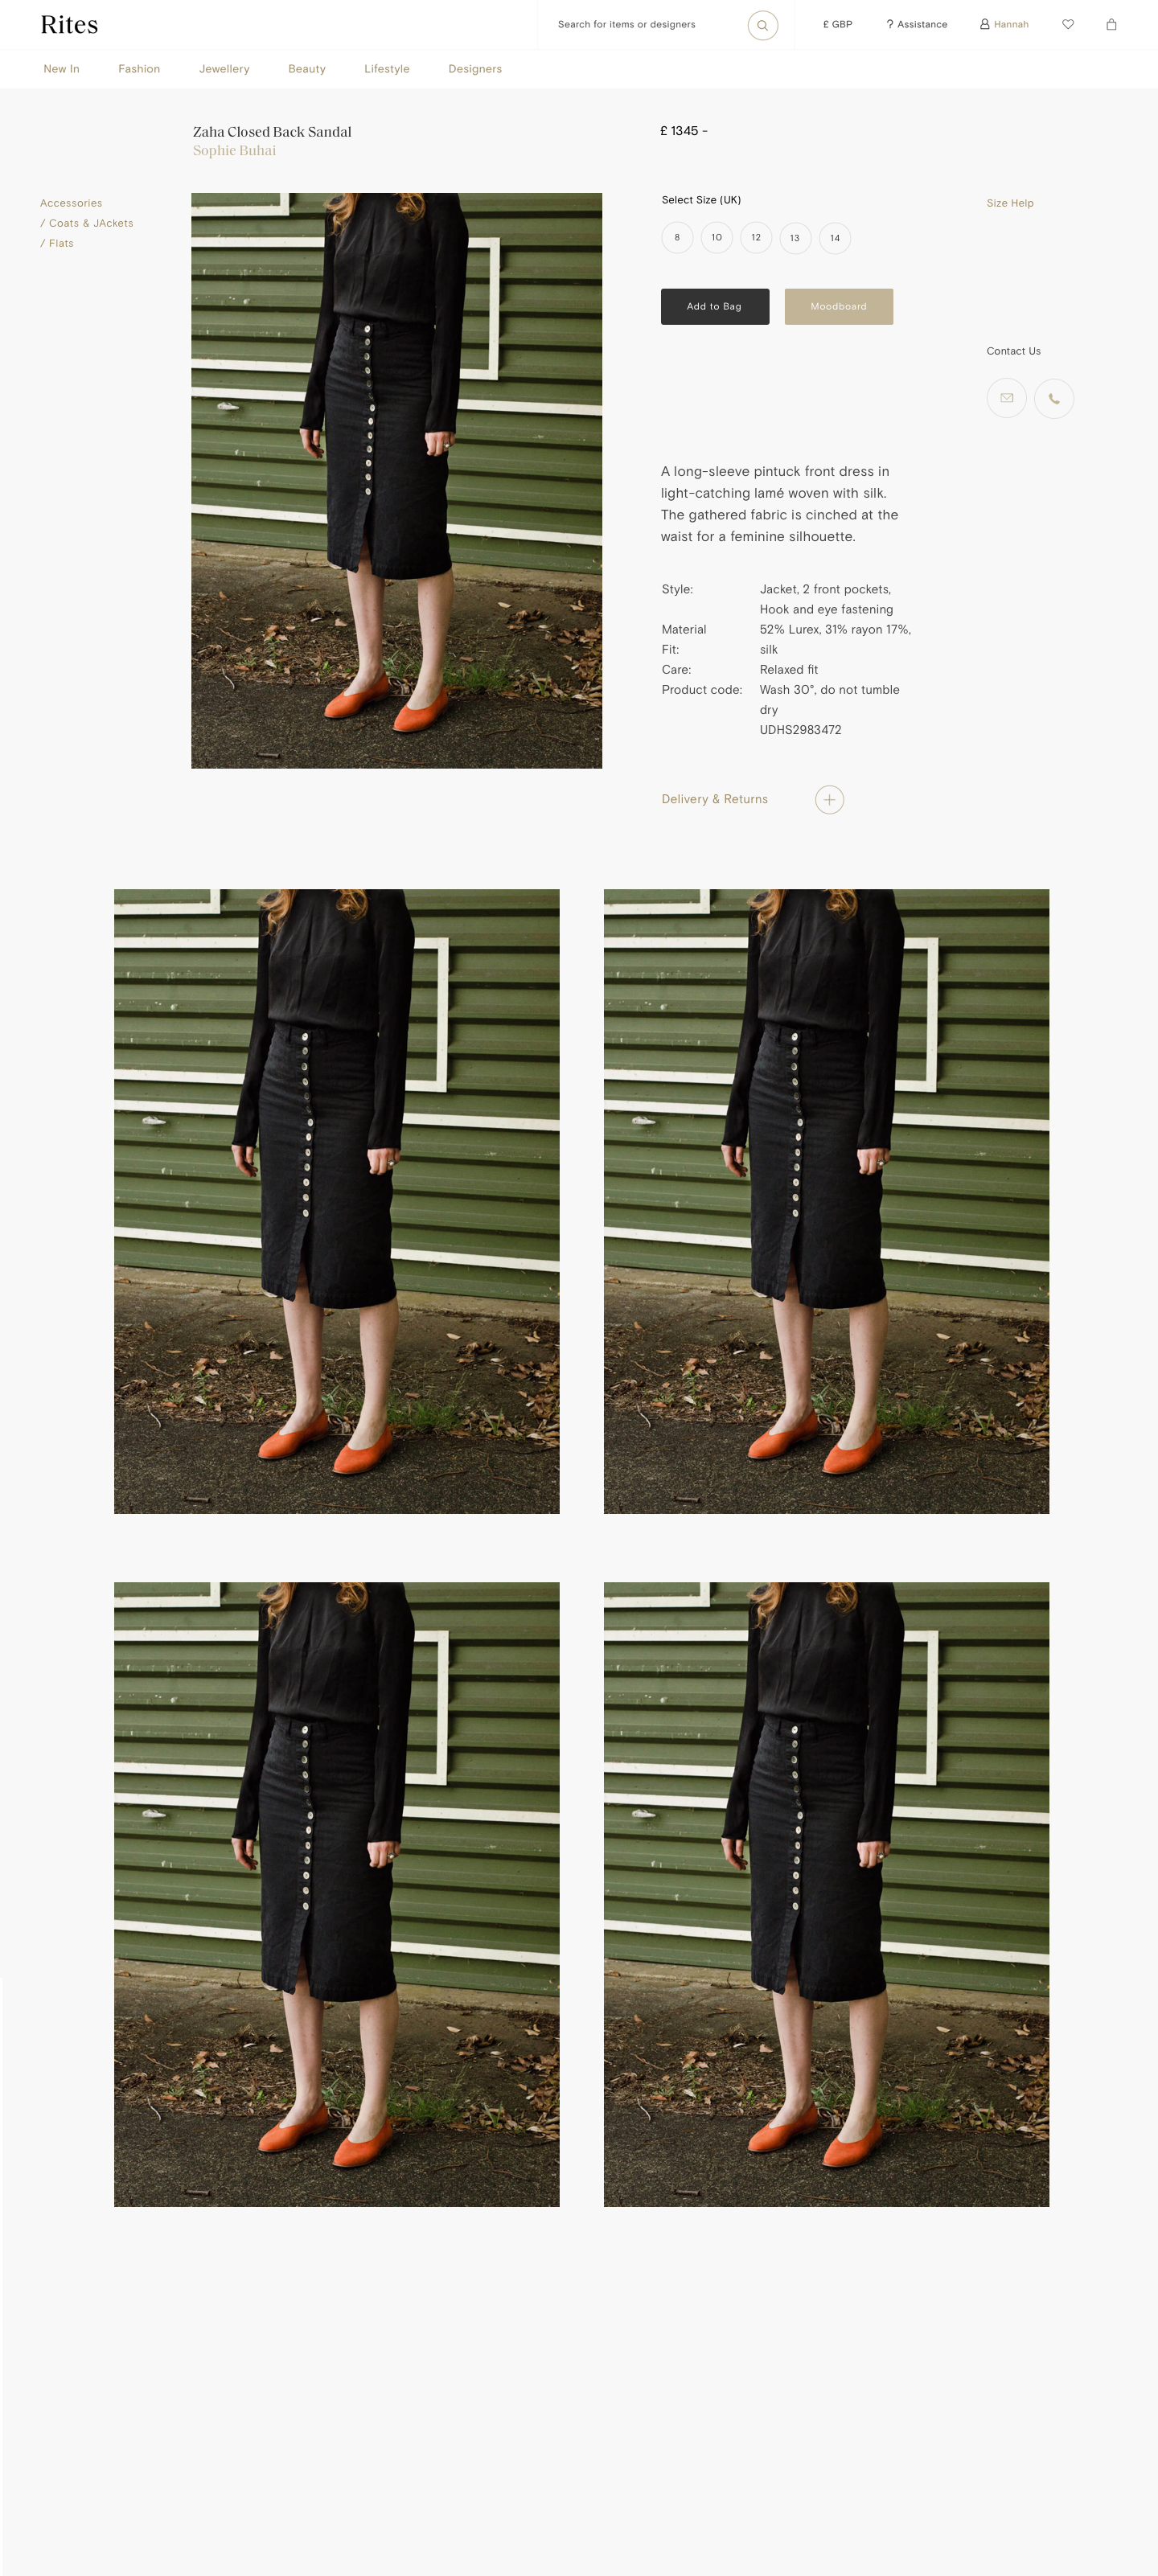 Rites
Search for items or designers
£ GBP
? Assistance
Hannah
New In
Fashion
Jewellery
Beauty
Lifestyle
Designers
Zaha Closed Back Sandal
Sophie Buhai
£ 1345 -
Accessories
/ Coats & JAckets
/ Flats
Select Size (UK)
8
10
12
13
14
Size Help
Add to Bag
Moodboard
Contact Us
A long-sleeve pintuck front dress in
light-catching lamé woven with silk.
The gathered fabric is cinched at the
waist for a feminine silhouette.
Style:
Jacket, 2 front pockets,
Hook and eye fastening
Material
52% Lurex, 31% rayon 17%,
Fit:
silk
Care:
Relaxed fit
Product code:
Wash 30°, do not tumble
dry
UDHS2983472
Delivery & Returns